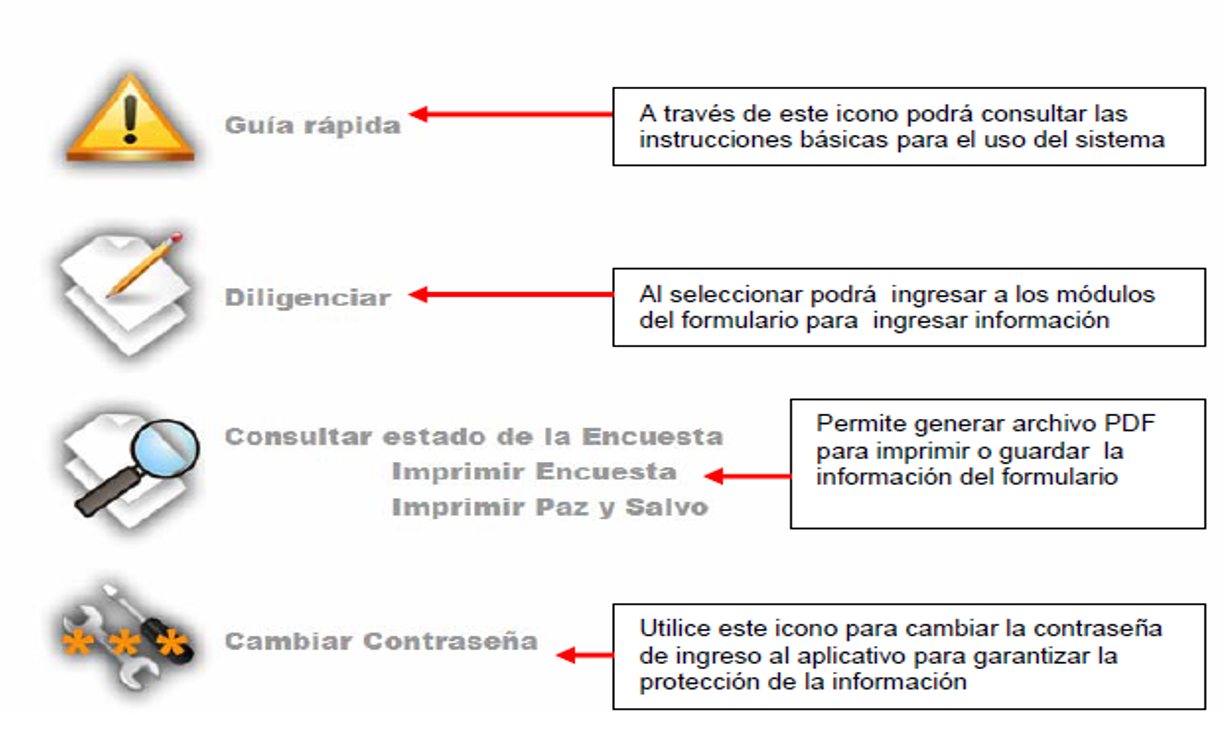 Guía rápida
A través de este icono podrá consultar las
instrucciones básicas para el uso del sistema
Diligenciar
Al seleccionar podrá ingresar a los módulos
del formulario para ingresar información
Consultar estado de la Encuesta
Imprimir Encuesta
Imprimir Paz y Salvo
Permite generar archivo PDF
para imprimir o guardar la
información del formulario
Cambiar Contraseña
Utilice este icono para cambiar la contraseña
de ingreso al aplicativo para garantizar la
protección de la información